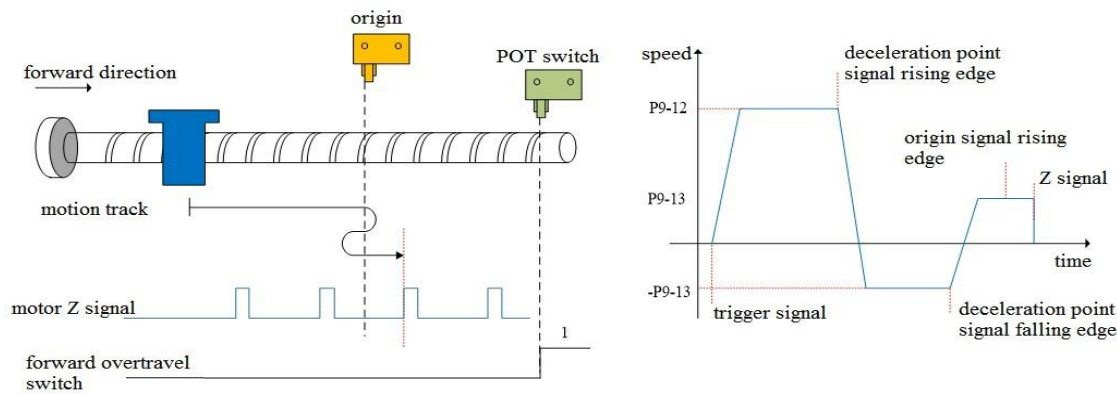 origin
POT switch
forward direction
motion track
motor Z signal
1
forward overtravel
switch
speed
deceleration point
signal rising edge
P9-12
origin signal rising
edge
Z signal
P9-13
time
-P9-13
trigger signal
deceleration point
signal falling edge